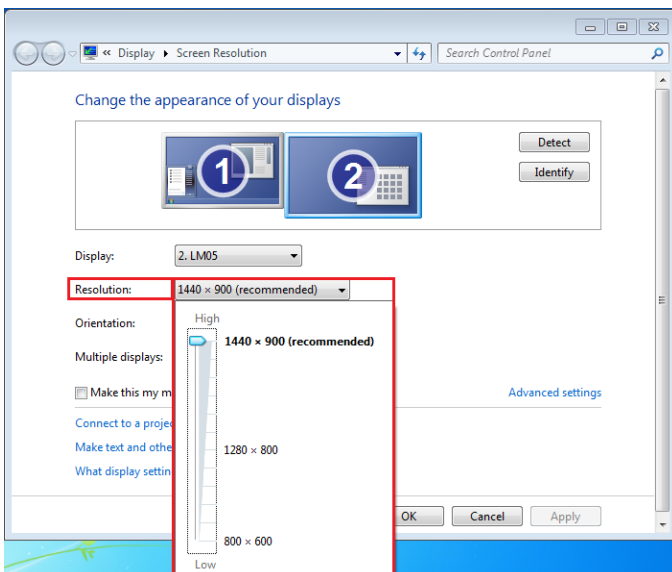 « Display ▸ Screen Resolution
Search Control Panel
Change the appearance of your displays
1
2
Detect
Identify
Display:
2. LM05
Resolution:
1440 × 900 (recommended)
Orientation:
High
1440 × 900 (recommended)
Multiple displays:
Make this my m
Advanced settings
Connect to a projec
Make text and othe
1280 × 800
What display settin
OK
Cancel
Apply
800 × 600
Low